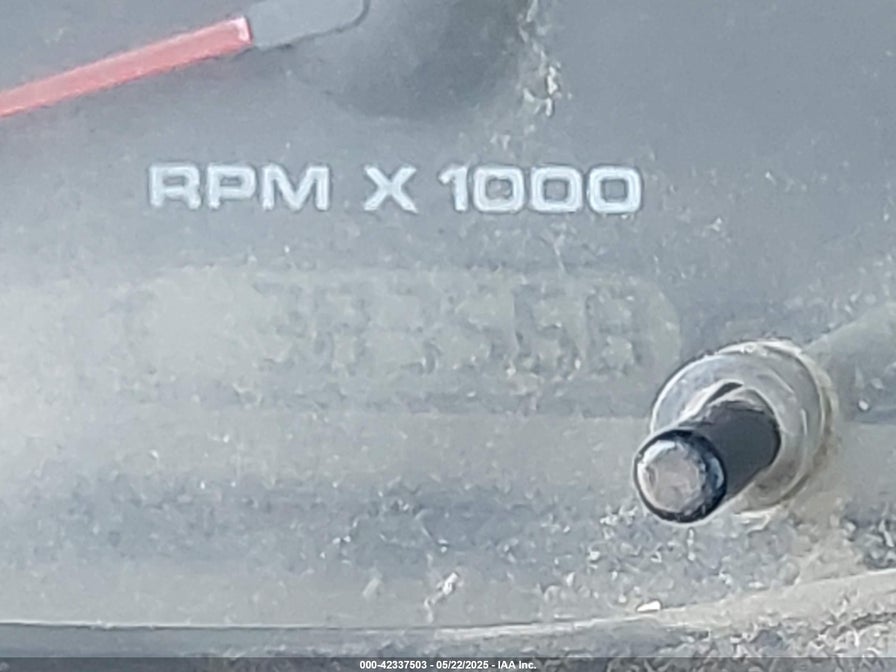 RPM X 1000
000-42337503 - 05/22/2025 - IAA Inc.